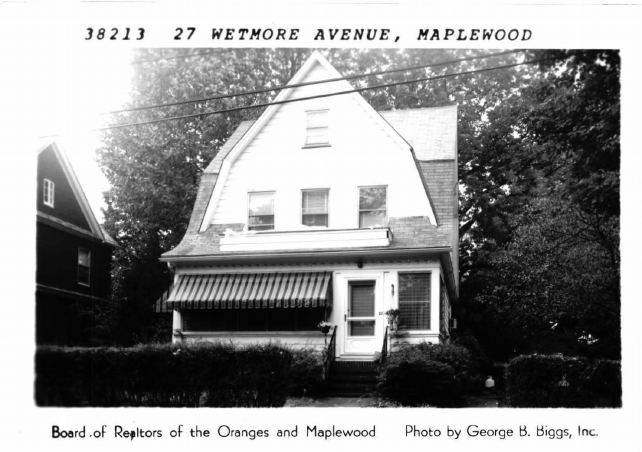 38213 27 WETMORE AVENUE, MAPLEWOOD
Board of Realtors of the Oranges and Maplewood Photo by George B. Biggs, Inc.